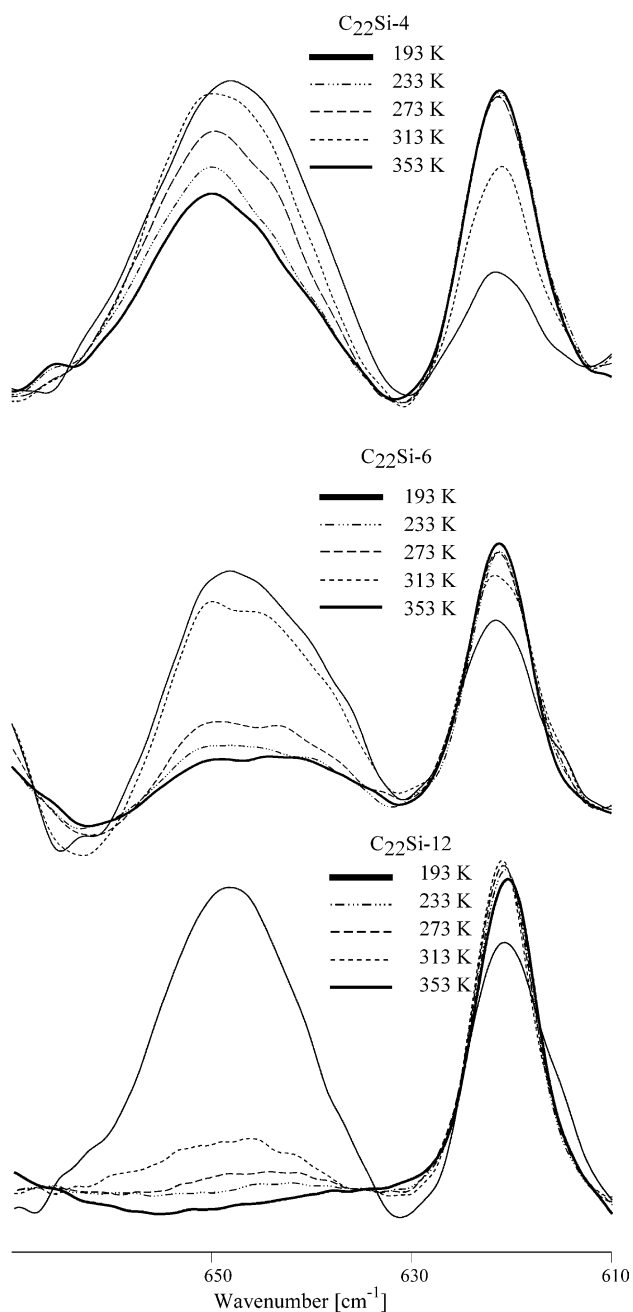 C22Si-4
193 K
233 K
273 K
313 K
353 K
C22Si-6
193 K
233 K
273 K
313 K
353 K
C22Si-12
193 K
233 K
273 K
313 K
353 K
650 630 610
Wavenumber [cm-1]